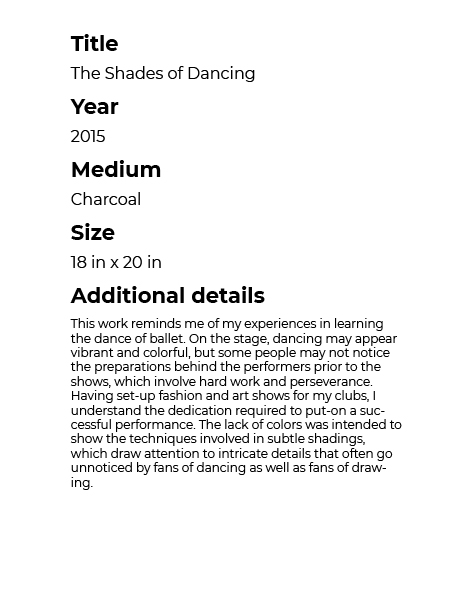 Title
The Shades of Dancing
Year
2015
Medium
Charcoal
Size
18 in x 20 in
Additional details
This work reminds me of my experiences in learning
the dance of ballet. On the stage, dancing may appear
vibrant and colorful, but some people may not notice
the preparations behind the performers prior to the
shows, which involve hard work and perseverance.
Having set-up fashion and art shows for my clubs, I
understand the dedication required to put-on a suc-
cessful performance. The lack of colors was intended to
show the techniques involved in subtle shadings,
which draw attention to intricate details that often go
unnoticed by fans of dancing as well as fans of draw-
ing.